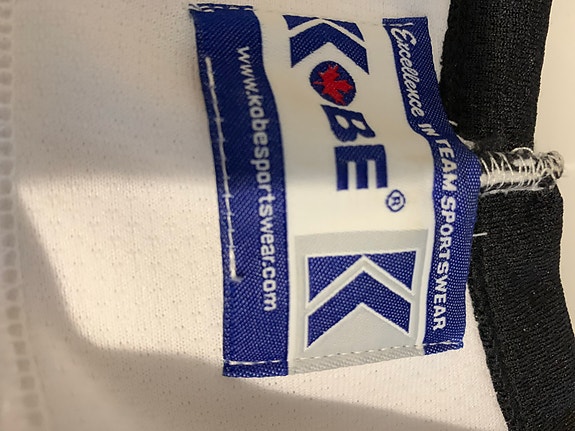 Excellence IN TEAM SPORTSWEAR
KOBE®
K
www.kobesportswear.com